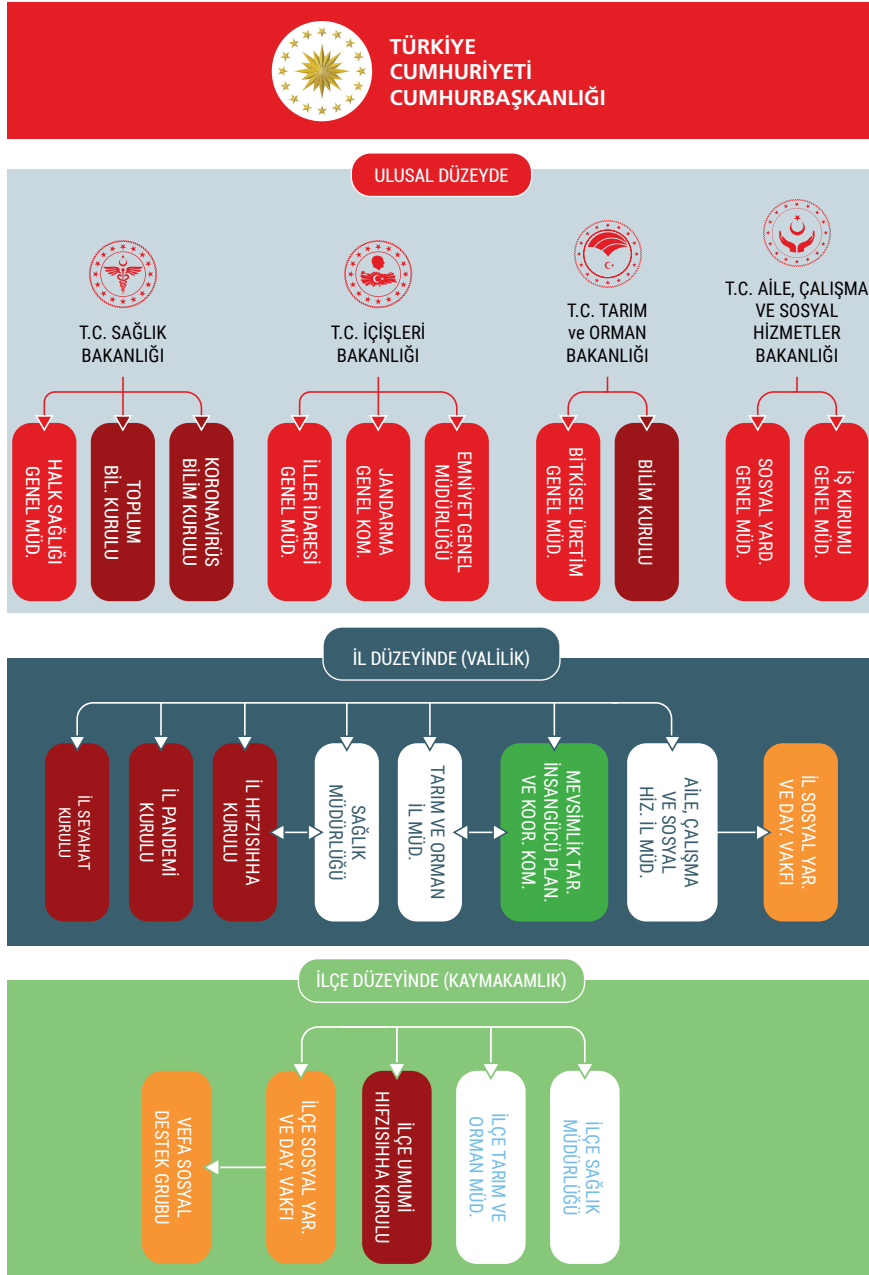 TÜRKİYE
CUMHURİYETİ
CUMHURBAŞKANLIĞI
ULUSAL DÜZEYDE
T.C. SAĞLIK
BAKANLIĞI
T.C. İÇİŞLERİ
BAKANLIĞI
T.C. TARIM
ve ORMAN
BAKANLIĞI
T.C. AİLE, ÇALIŞMA
VE SOSYAL
HİZMETLER
BAKANLIĞI
HALK SAĞLIĞI
GENEL MÜD.
TOPLUM
BİL. KURULU
KORONAVİRÜS
BİLİM KURULU
İLLER İDARESİ
GENEL MÜD.
JANDARMA
GENEL KOM.
EMNİYET GENEL
MÜDÜRLÜĞÜ
BİTKİSEL ÜRETİM
GENEL MÜD.
BİLİM KURULU
SOSYAL YARD.
GENEL MÜD.
İŞ KURUMU
GENEL MÜD.
İL DÜZEYİNDE (VALİLİK)
İL SEYAHAT
KURULU
İL PANDEMİ
KURULU
İL HIFZISIHHA
KURULU
SAĞLIK
MÜDÜRLÜĞÜ
TARIM VE ORMAN
İL MÜD.
MEVSİMLİK TAR.
İNSANGÜCÜ PLAN.
VE KOOR. KOM.
AİLE, ÇALIŞMA
VE SOSYAL
HİZ. İL MÜD.
İL SOSYAL YAR.
VE DAY. VAKFI
İLÇE DÜZEYİNDE (KAYMAKAMLIK)
VEFA SOSYAL
DESTEK GRUBU
İLÇE SOSYAL YAR.
VE DAY. VAKFI
İLÇE UMUMİ
HIFZISIHHA KURULU
İLÇE TARIM VE
ORMAN MÜD.
İLÇE SAĞLIK
MÜDÜRLÜĞÜ